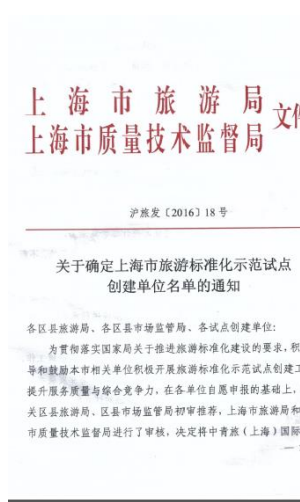 上海市旅游局
上海市质量技术监督局
文件
沪旅发〔2016〕18号
关于确定上海市旅游标准化示范试点
创建单位名单的通知
各区县旅游局、各区县市场监管局、各试点创建单位:
为贯彻落实国家局关于推进旅游标准化建设的要求,积
导和鼓励本市相关单位积极开展旅游标准化示范试点创建工
提升服务质量与综合竞争力,在各单位自愿申报的基础上,
关区县旅游局、区县市场监管局初审推荐,上海市旅游局和
市质量技术监督局进行了审核,决定将中青旅(上海)国际